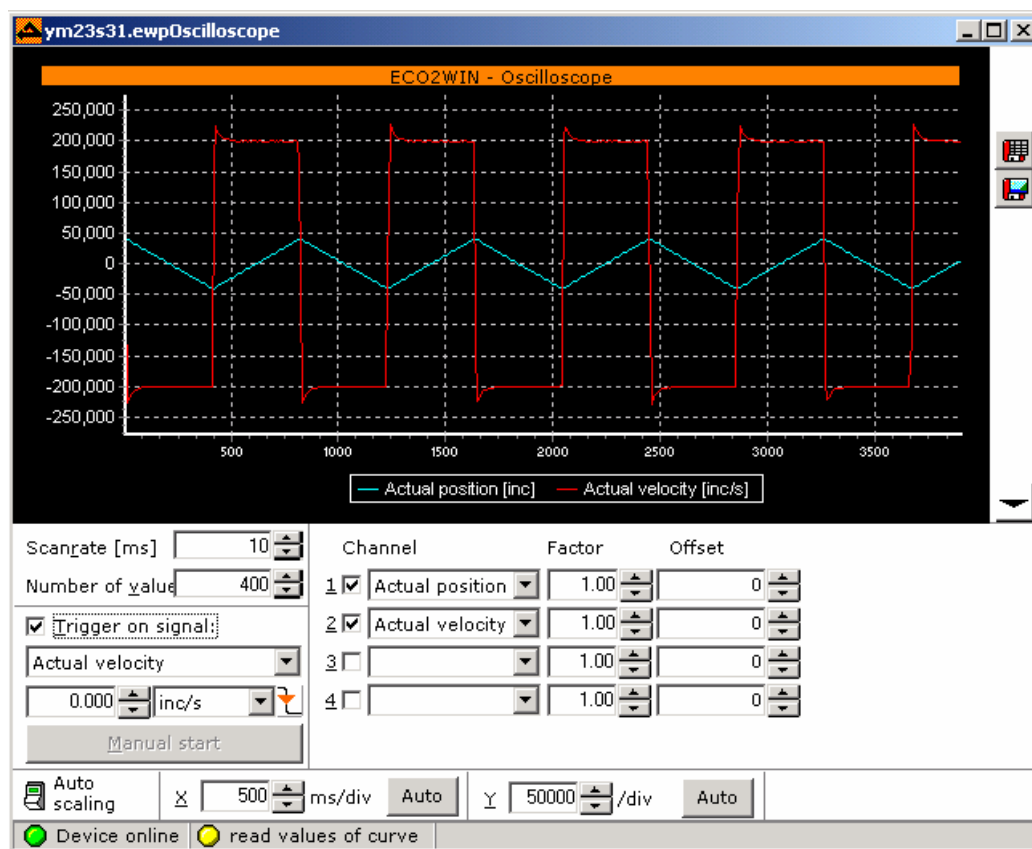 ym23s31.ewpOscilloscope
ECO2WIN - Oscilloscope
250,000
200,000
150,000
100,000
50,000
0
-50,000
-100,000
-150,000
-200,000
-250,000
500 1000 1500 2000 2500 3000 3500
Actual position [inc] Actual velocity [inc/s]
Scanrate [ms] 10 Channel Factor Offset
Number of value 400 1 Actual position 1.00 0
Trigger on signal: 2 Actual velocity 1.00 0
Actual velocity 3 1.00 0
0.000 inc/s 4 1.00 0
Manual start
Auto scaling X 500 ms/div Auto Y 50000 /div Auto
Device online read values of curve